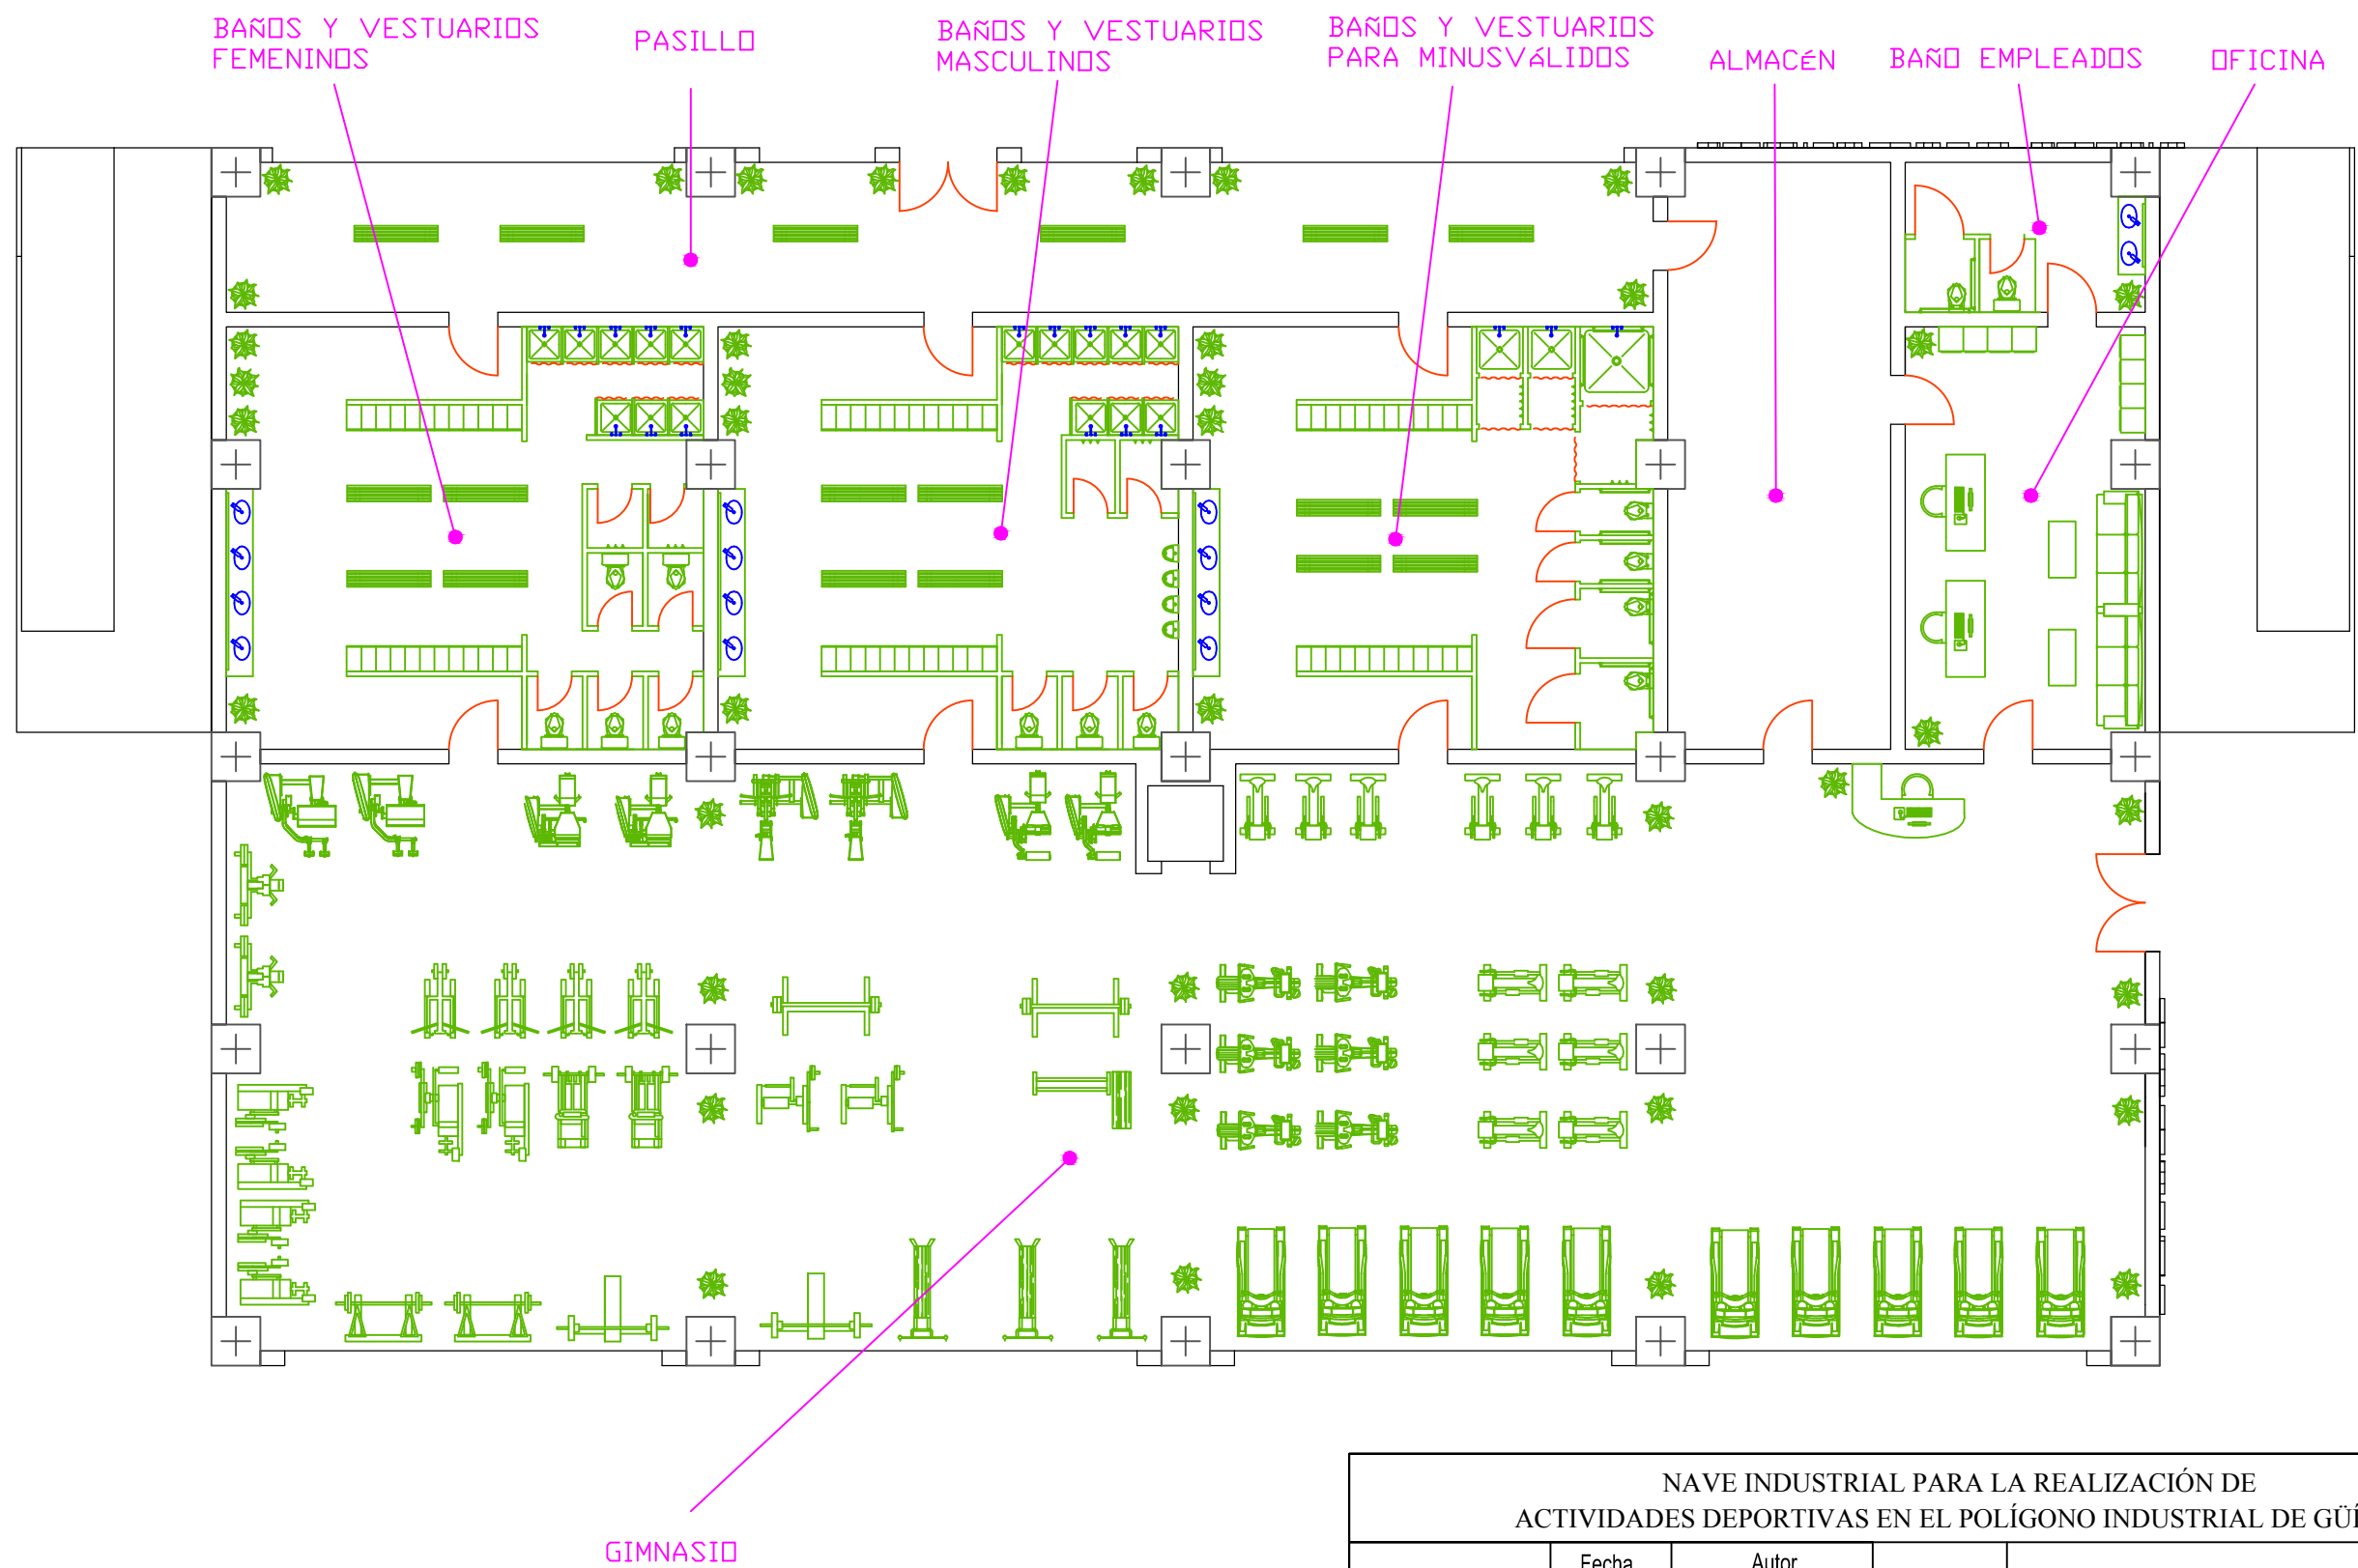 BAÑOS Y VESTUARIOS
FEMENINOS
PASILLO
BAÑOS Y VESTUARIOS
MASCULINOS
BAÑOS Y VESTUARIOS
PARA MINUSVáLIDOS
ALMACéN
BAÑO EMPLEADOS
OFICINA
GIMNASIO
NAVE INDUSTRIAL PARA LA REALIZACIÓN DE
ACTIVIDADES DEPORTIVAS EN EL POLÍGONO INDUSTRIAL DE
Fecha
Autor